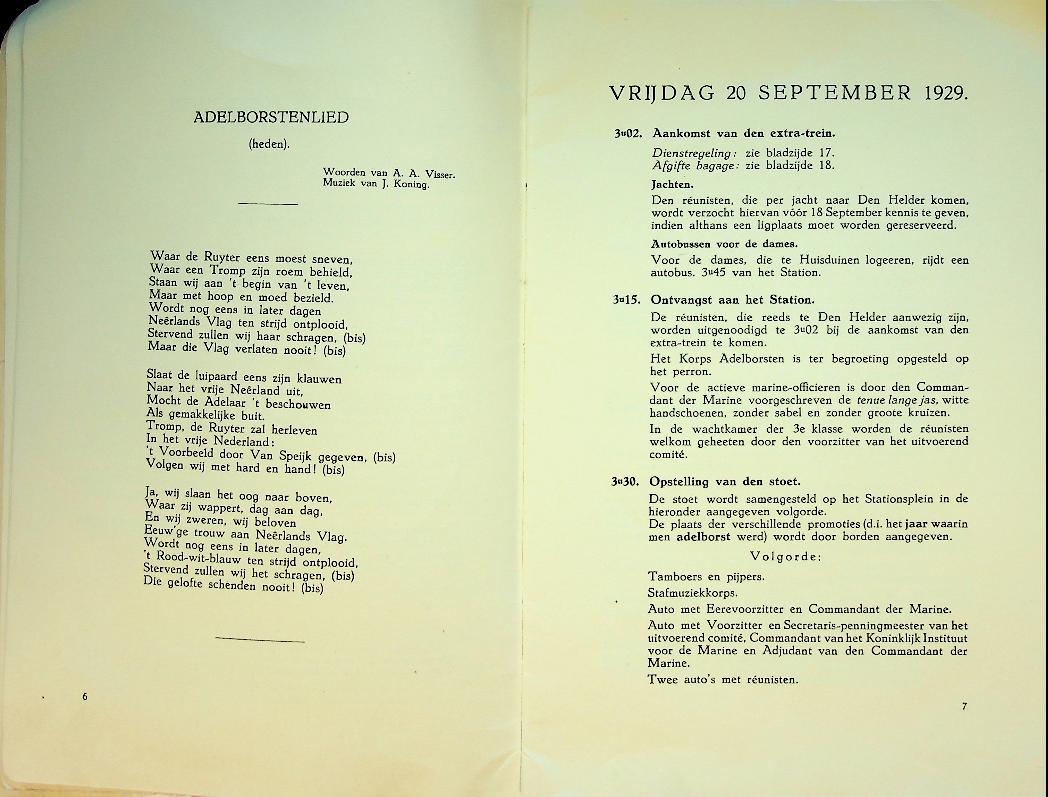 ADELBORSTENLIED
(heden).
Woorden van A. A. Visser.
Muziek van J. Koning.
Waar de Ruyter eens moest sneven,
Waar een Tromp zijn roem behield,
Staan wij aan 't begin van 't leven,
Maar met hoop en moed bezield.
Wordt nog eens in later dagen
Neêrlands Vlag ten strijd ontplooid,
Stervend zullen wij haar schragen, (bis)
Maar die Vlag verlaten nooit! (bis)
Slaat de luipaard eens zijn klauwen
Naar het vrije Neêrland uit,
Mocht de Adelaar 't beschouwen
Als gemakkelijke buit.
Tromp, de Ruyter zal herleven
In het vrije Nederland:
't Voorbeeld door Van Speijk gegeven, (bis)
Volgen wij met hard en hand! (bis)
Ja, wij slaan het oog naar boven,
Waar zij wappert, dag aan dag,
En wij zweren, wij beloven
Eeuw'ge trouw aan Neêrlands Vlag.
Wordt nog eens in later dagen,
't Rood-wit-blauw ten strijd ontplooid,
Stervend zullen wij het schragen, (bis)
Die gelofte schenden nooit! (bis)
6
VRIJDAG 20 SEPTEMBER 1929.
3u02. Aankomst van den extra-trein.
Dienstregeling: zie bladzijde 17.
Afgifte bagage: zie bladzijde 18.
Jachten.
Den réunisten, die per jacht naar Den Helder komen,
wordt verzocht hiervan vóór 18 September kennis te geven,
indien althans een ligplaats moet worden gereserveerd.
Autobussen voor de dames.
Voor de dames, die te Huisduinen logeeren, rijdt een
autobus. 3u45 van het Station.
3u15. Ontvangst aan het Station.
De réunisten, die reeds te Den Helder aanwezig zijn,
worden uitgenoodigd te 3u02 bij de aankomst van den
extra-trein te komen.
Het Korps Adelborsten is ter begroeting opgesteld op
het perron.
Voor de actieve marine-officieren is door den Comman-
dant der Marine voorgeschreven de tenue lange jas, witte
handschoenen, zonder sabel en zonder groote kruizen.
In de wachtkamer der 3e klasse worden de réunisten
welkom geheeten door den voorzitter van het uitvoerend
comité.
3u30. Opstelling van den stoet.
De stoet wordt samengesteld op het Stationsplein in de
hieronder aangegeven volgorde.
De plaats der verschillende promoties (d.i. het jaar waarin
men adelborst werd) wordt door borden aangegeven.
Volgorde:
Tamboers en pijpers.
Stafmuziekkorps.
Auto met Eerevoorzitter en Commandant der Marine.
Auto met Voorzitter en Secretaris-penningmeester van het
uitvoerend comité, Commandant van het Koninklijk Instituut
voor de Marine en Adjudant van den Commandant der
Marine.
Twee auto's met réunisten.
7